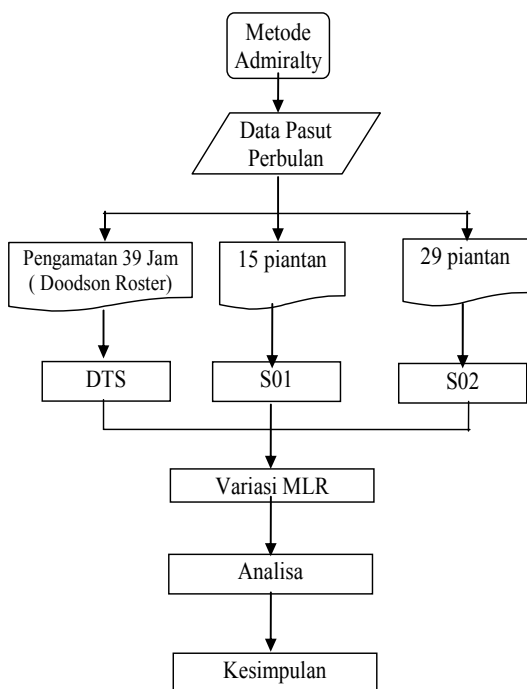 Metode
Admiralty
Data Pasut
Perbulan
Pengamatan 39 Jam
( Doodson Roster)
15 piantan
29 piantan
DTS
S01
S02
Variasi MLR
Analisa
Kesimpulan